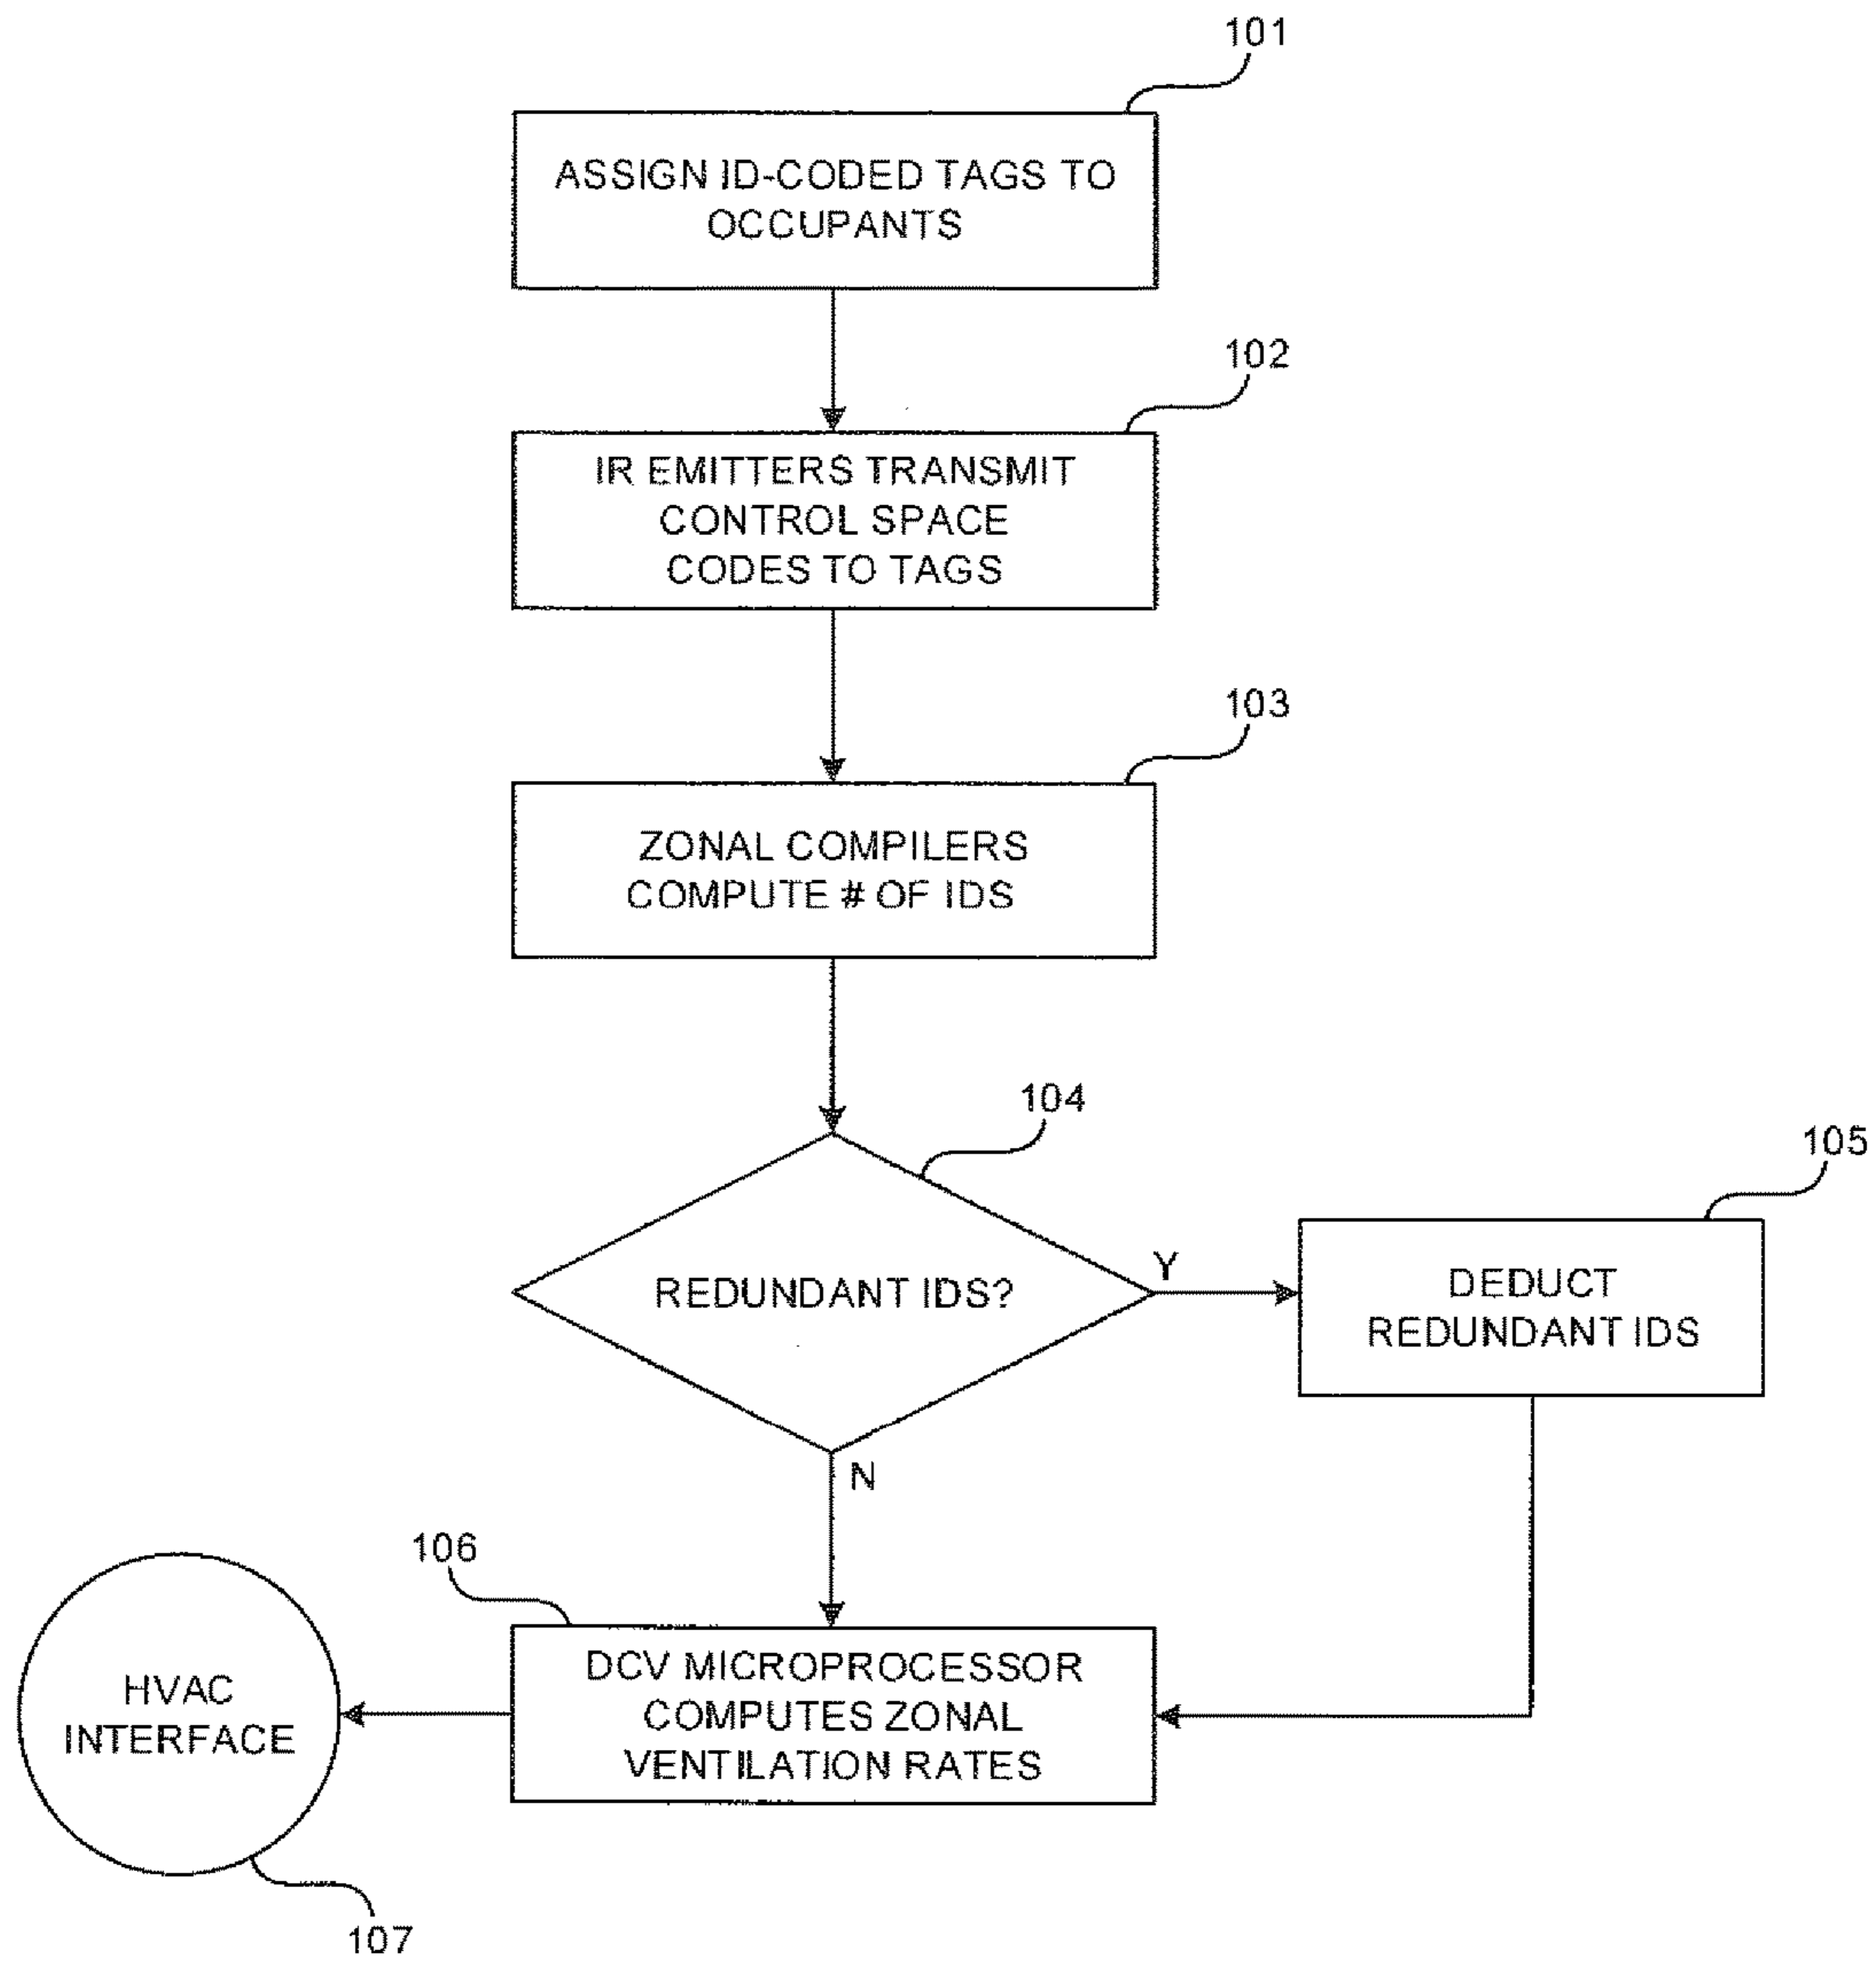 101
ASSIGN ID-CODED TAGS TO
OCCUPANTS
102
IR EMITTERS TRANSMIT
CONTROL SPACE
CODES TO TAGS
103
ZONAL COMPILERS
COMPUTE # OF IDS
104
REDUNDANT IDS?
Y
105
DEDUCT
REDUNDANT IDS
N
106
DCV MICROPROCESSOR
COMPUTES ZONAL
VENTILATION RATES
HVAC
INTERFACE
107